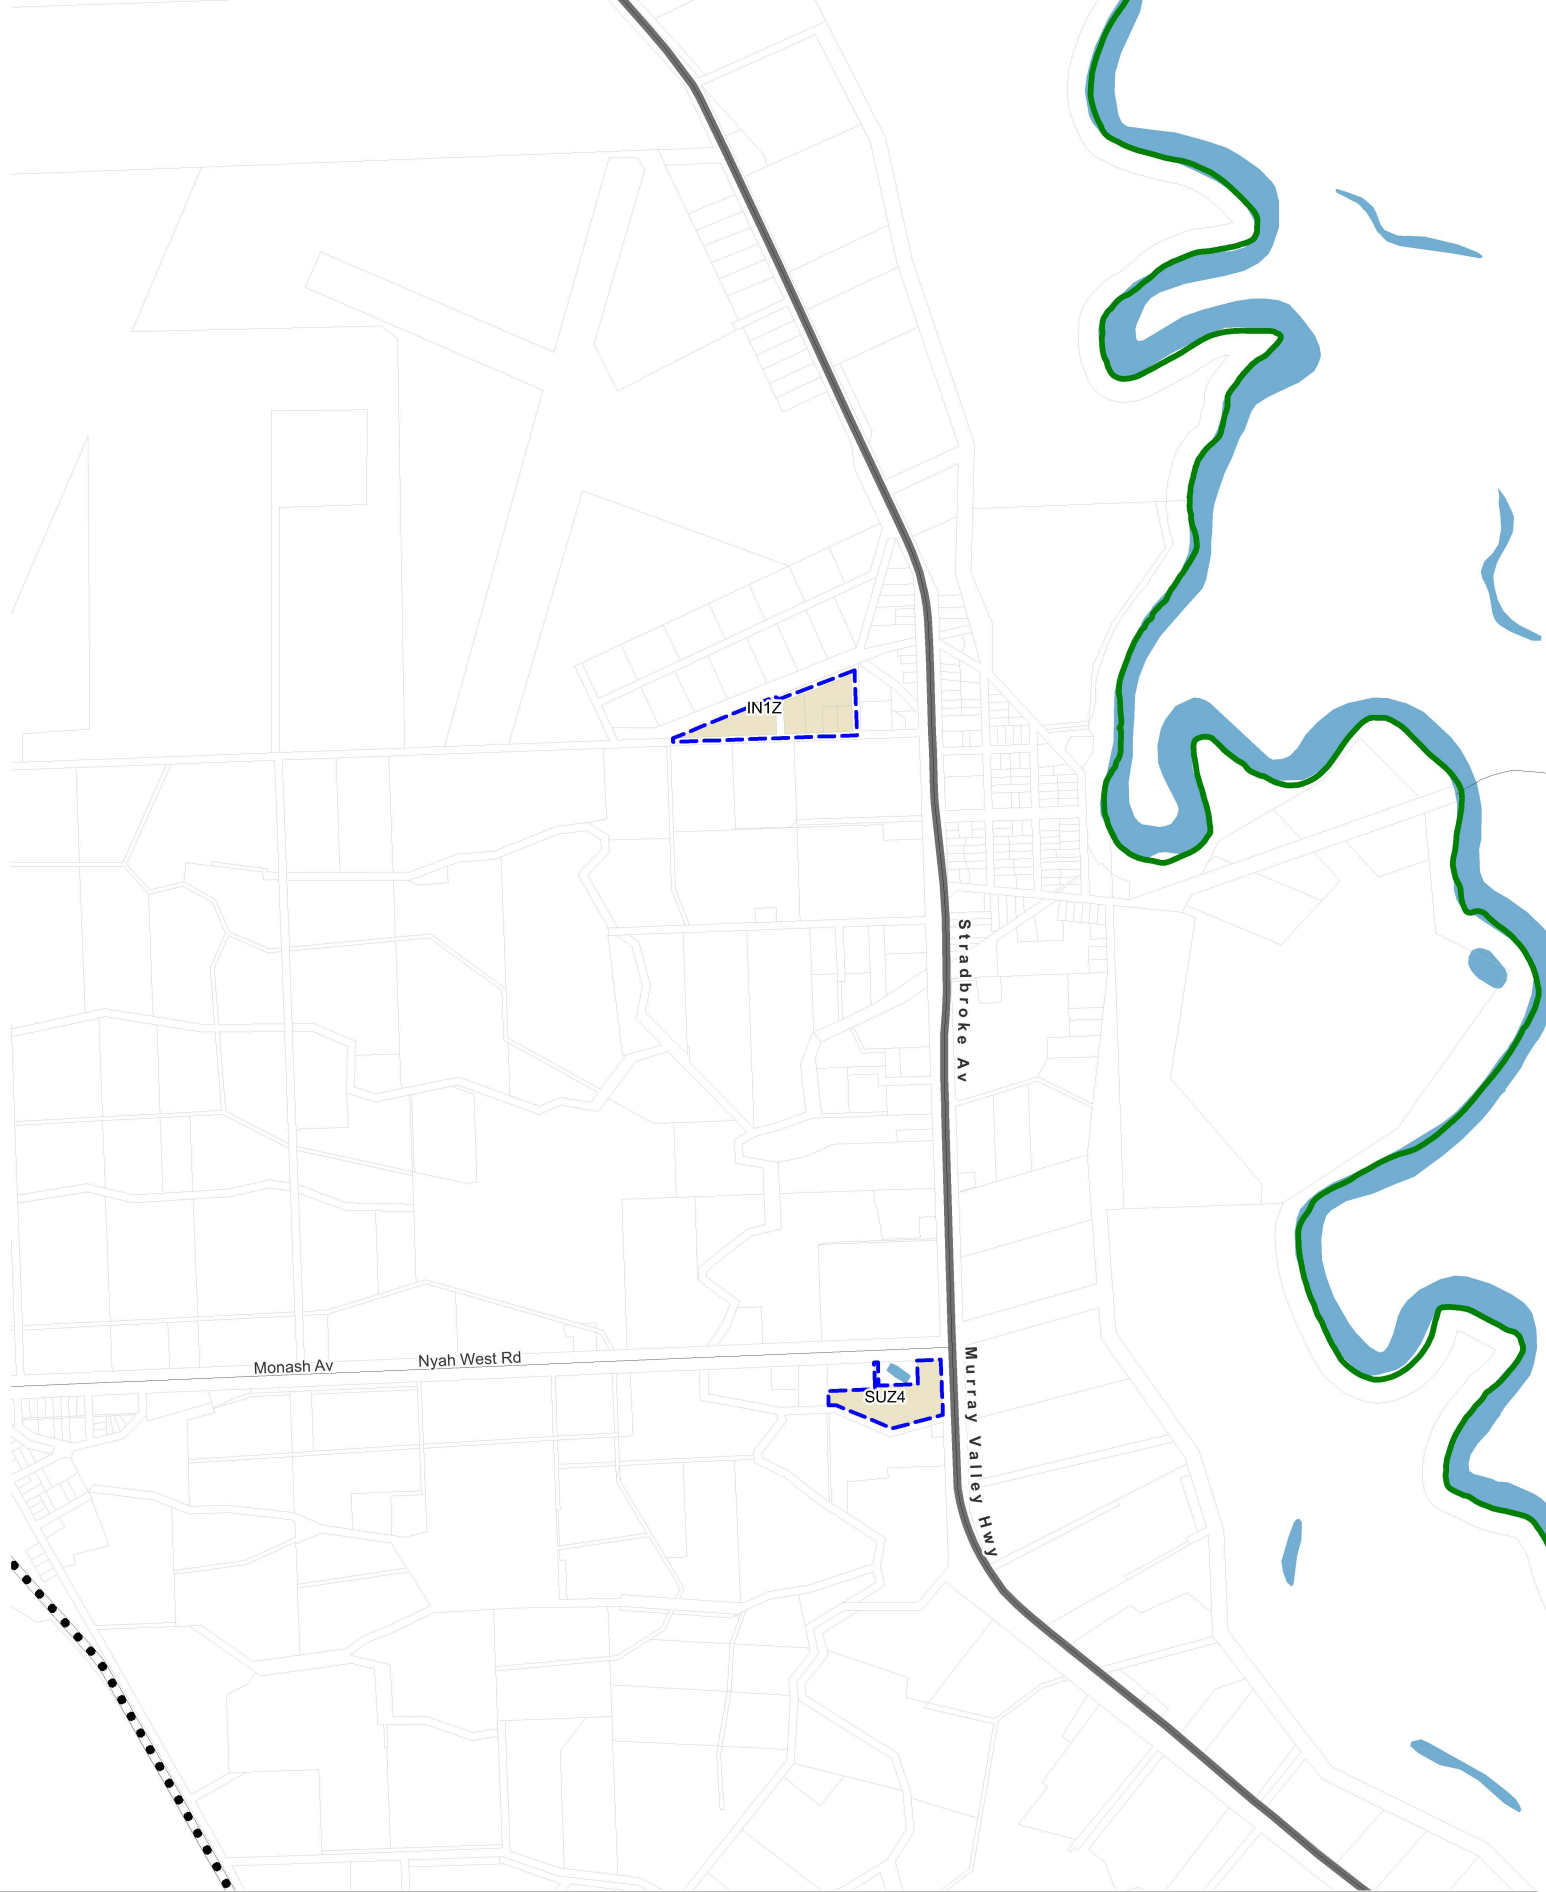 IN1Z
Stradbroke Av
Monash Av
Nyah West Rd
SUZ4
Murray Valley Hwy